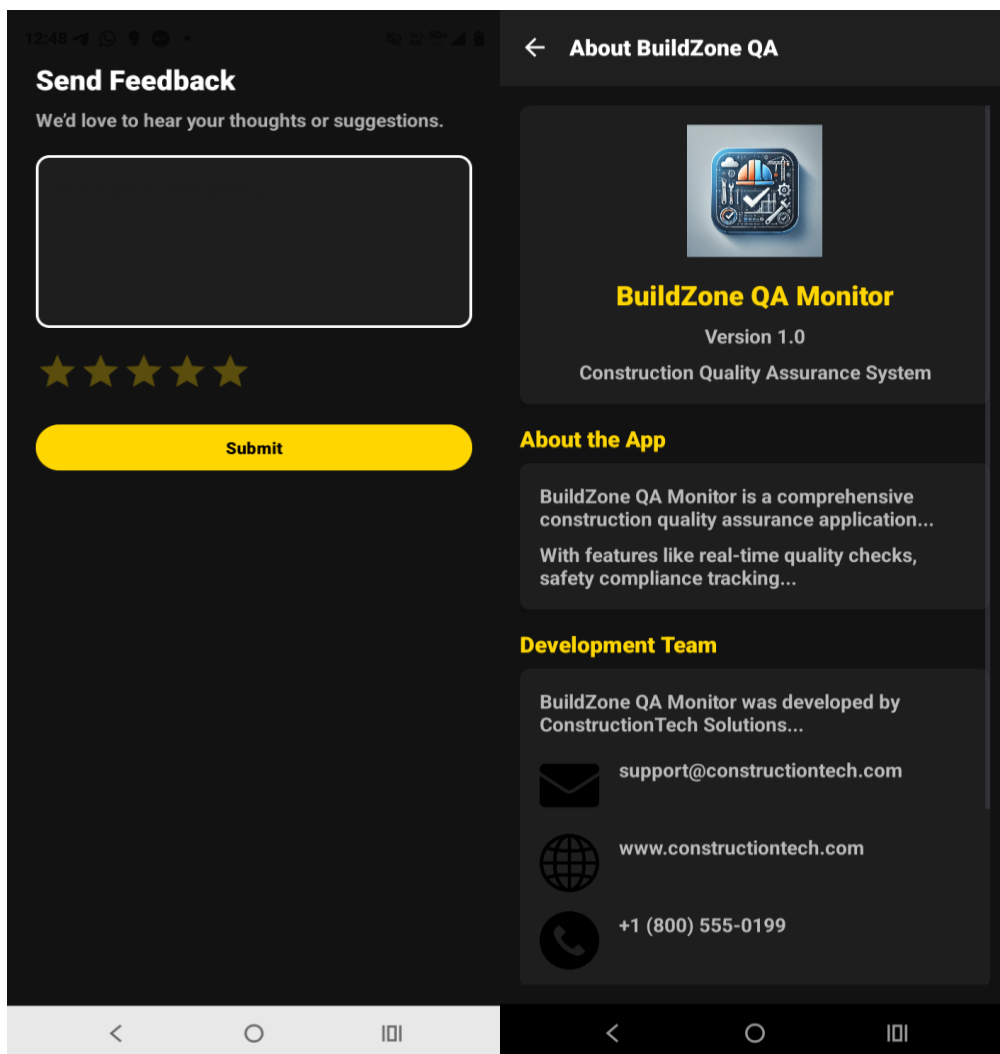 12:48
Send Feedback
We'd love to hear your thoughts or suggestions.
Submit
About BuildZone QA
BuildZone QA Monitor
Version 1.0
Construction Quality Assurance System
About the App
BuildZone QA Monitor is a comprehensive
construction quality assurance application...
With features like real-time quality checks,
safety compliance tracking...
Development Team
BuildZone QA Monitor was developed by
ConstructionTech Solutions...
support@constructiontech.com
www.constructiontech.com
+1 (800) 555-0199